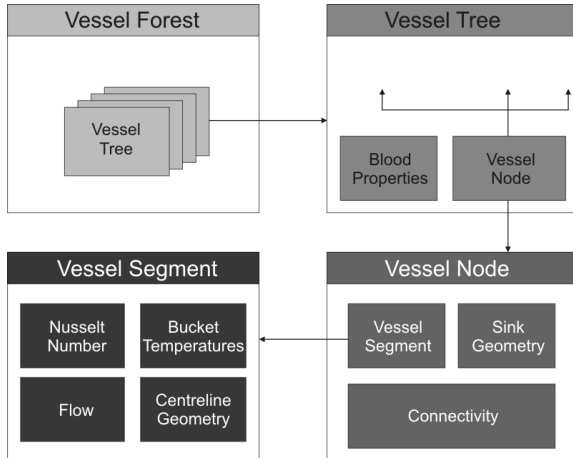 Vessel Forest
Vessel
Tree
Vessel Tree
Blood
Properties
Vessel
Node
Vessel Segment
Nusselt
Number
Bucket
Temperatures
Flow
Centreline
Geometry
Vessel Node
Vessel
Segment
Sink
Geometry
Connectivity